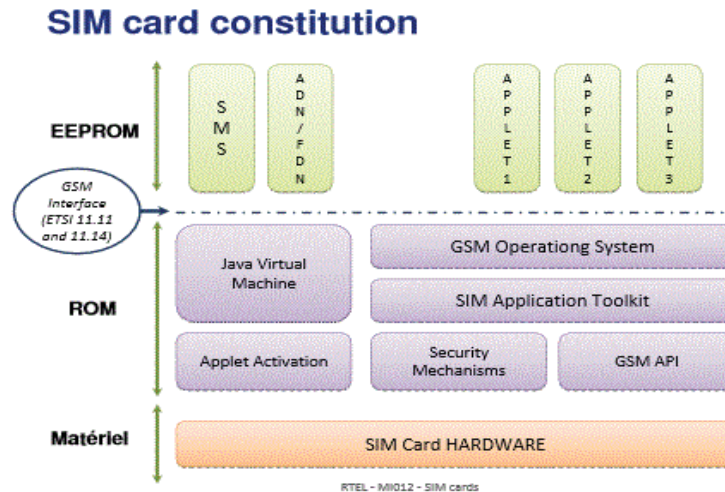 SIM card constitution
EEPROM
SMS
ADN/FDN
APPLET1
APPLET2
APPLET3
GSM
Interface
(ETSI 11.11
and 11.14)
ROM
Java Virtual
Machine
GSM Operationg System
SIM Application Toolkit
Applet Activation
Security
Mechanisms
GSM API
Matériel
SIM Card HARDWARE
RTEL - MI012 - SIM cards